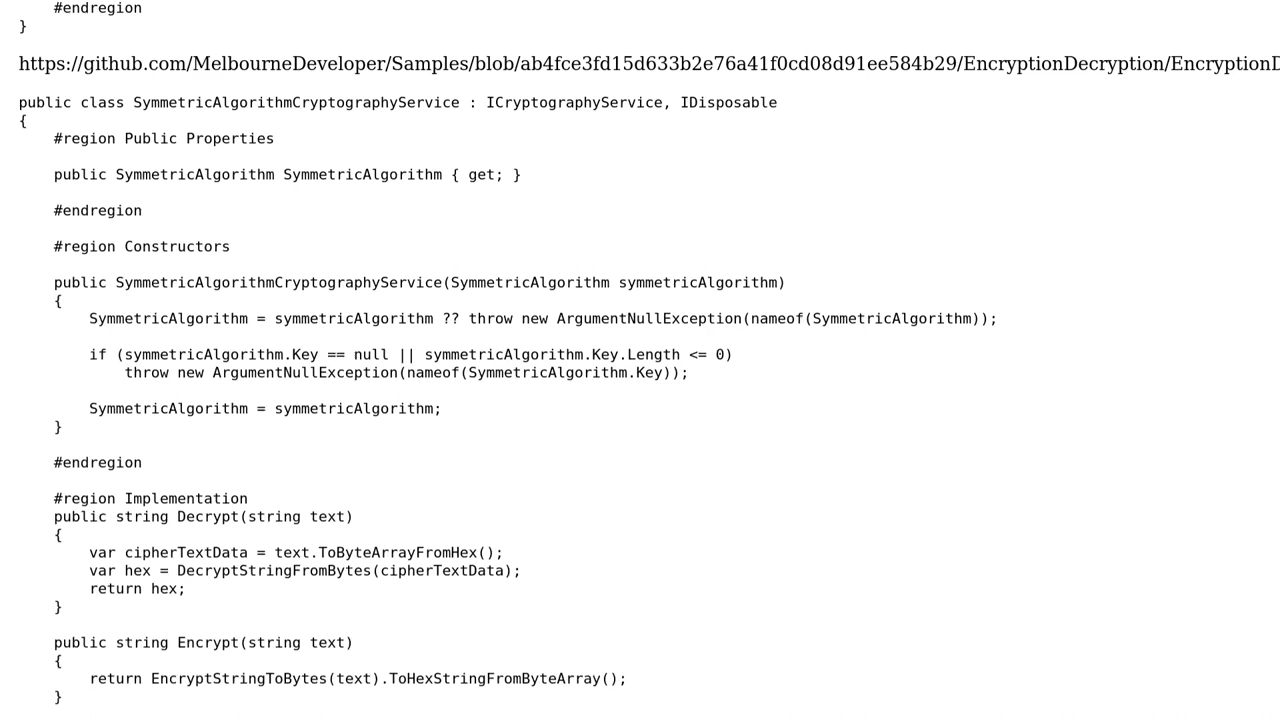 #endregion
}
https://github.com/MelbourneDeveloper/Samples/blob/ab4fce3fd15d633b2e76a41f0cd08d91ee584b29/EncryptionDecryption/EncryptionD
public class SymmetricAlgorithmCryptographyService : ICryptographyService, IDisposable
{
    #region Public Properties
    public SymmetricAlgorithm SymmetricAlgorithm { get; }
    #endregion
    #region Constructors
    public SymmetricAlgorithmCryptographyService(SymmetricAlgorithm symmetricAlgorithm)
    {
        SymmetricAlgorithm = symmetricAlgorithm ?? throw new ArgumentNullException(nameof(SymmetricAlgorithm));
        if (symmetricAlgorithm.Key == null || symmetricAlgorithm.Key.Length <= 0)
            throw new ArgumentNullException(nameof(SymmetricAlgorithm.Key));
        SymmetricAlgorithm = symmetricAlgorithm;
    }
    #endregion
    #region Implementation
    public string Decrypt(string text)
    {
        var cipherTextData = text.ToByteArrayFromHex();
        var hex = DecryptStringFromBytes(cipherTextData);
        return hex;
    }
    public string Encrypt(string text)
    {
        return EncryptStringToBytes(text).ToHexStringFromByteArray();
    }